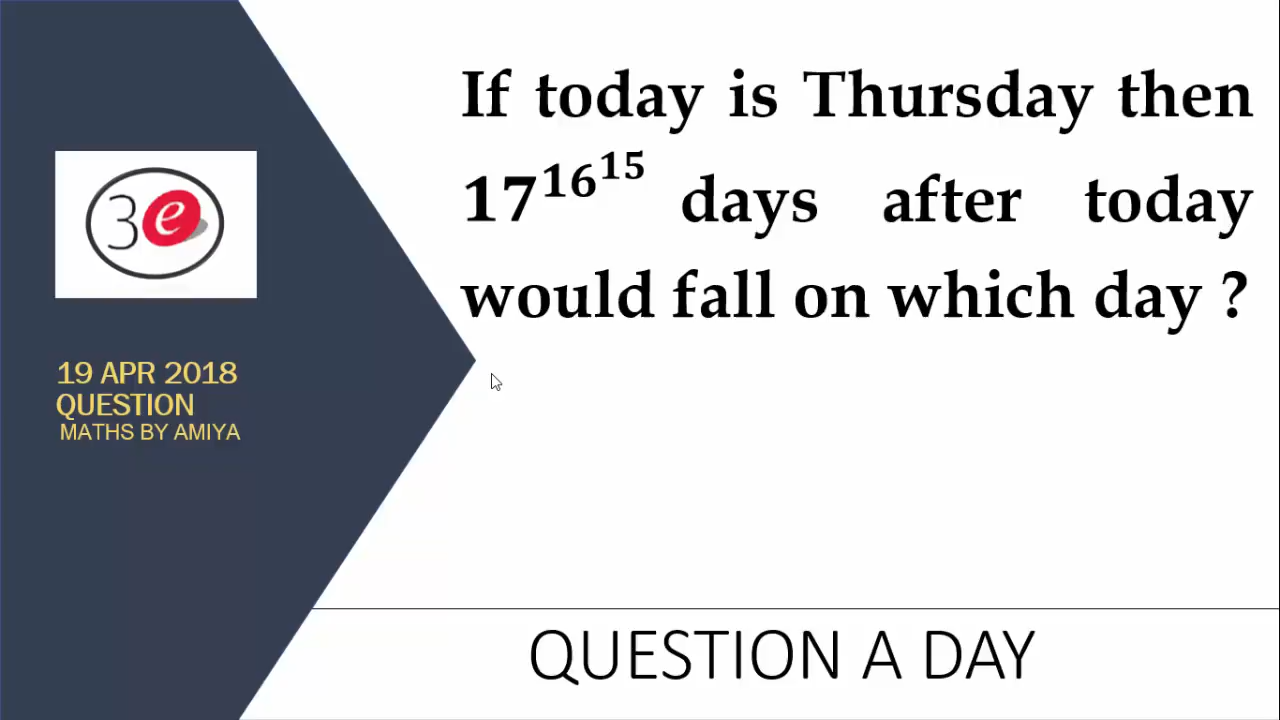 If today is Thursday then
17^16^15 days after today
would fall on which day ?
3e
19 APR 2018
QUESTION
MATHS BY AMIYA
QUESTION A DAY